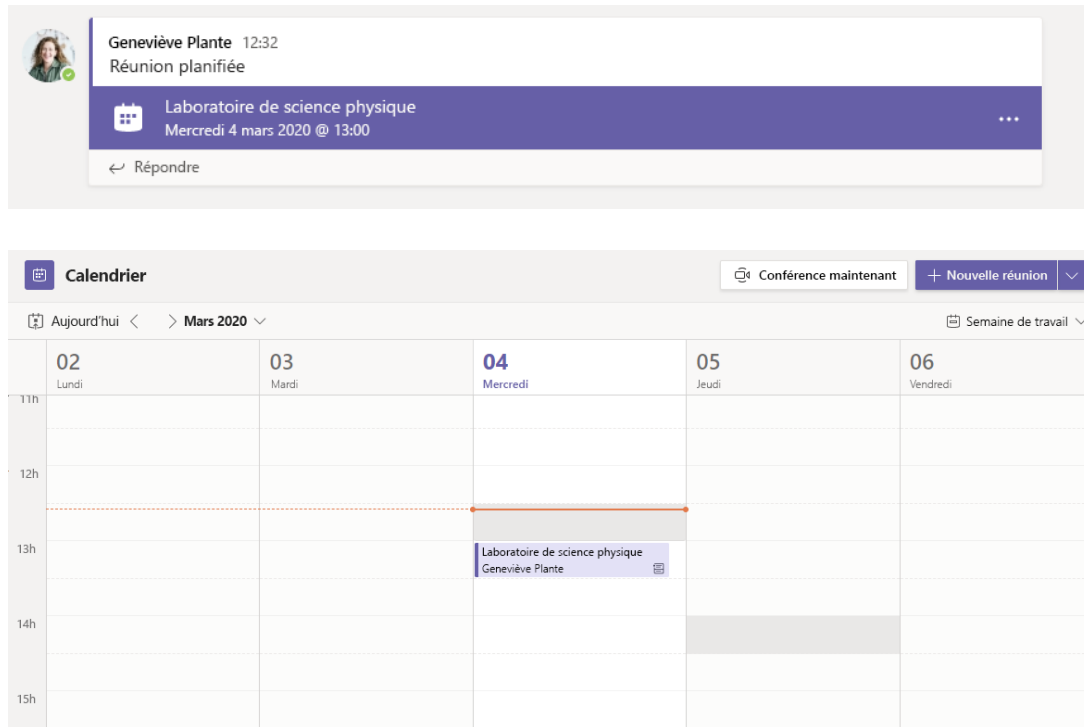 Geneviève Plante 12:32
Réunion planifiée
Laboratoire de science physique
Mercredi 4 mars 2020 @ 13:00
Répondre
Calendrier
Conférence maintenant
Nouvelle réunion
Aujourd'hui
Mars 2020
Semaine de travail
02 03 04 05 06
Lundi Mardi Mercredi Jeudi Vendredi
11h
12h
13h
Laboratoire de science physique
Geneviève Plante
14h
15h